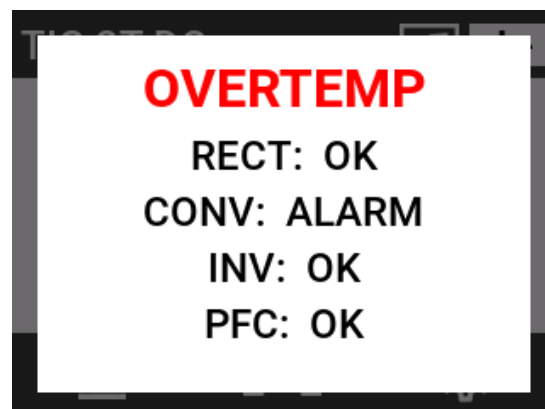 OVERTEMP
RECT: OK
CONV: ALARM
INV: OK
PFC: OK